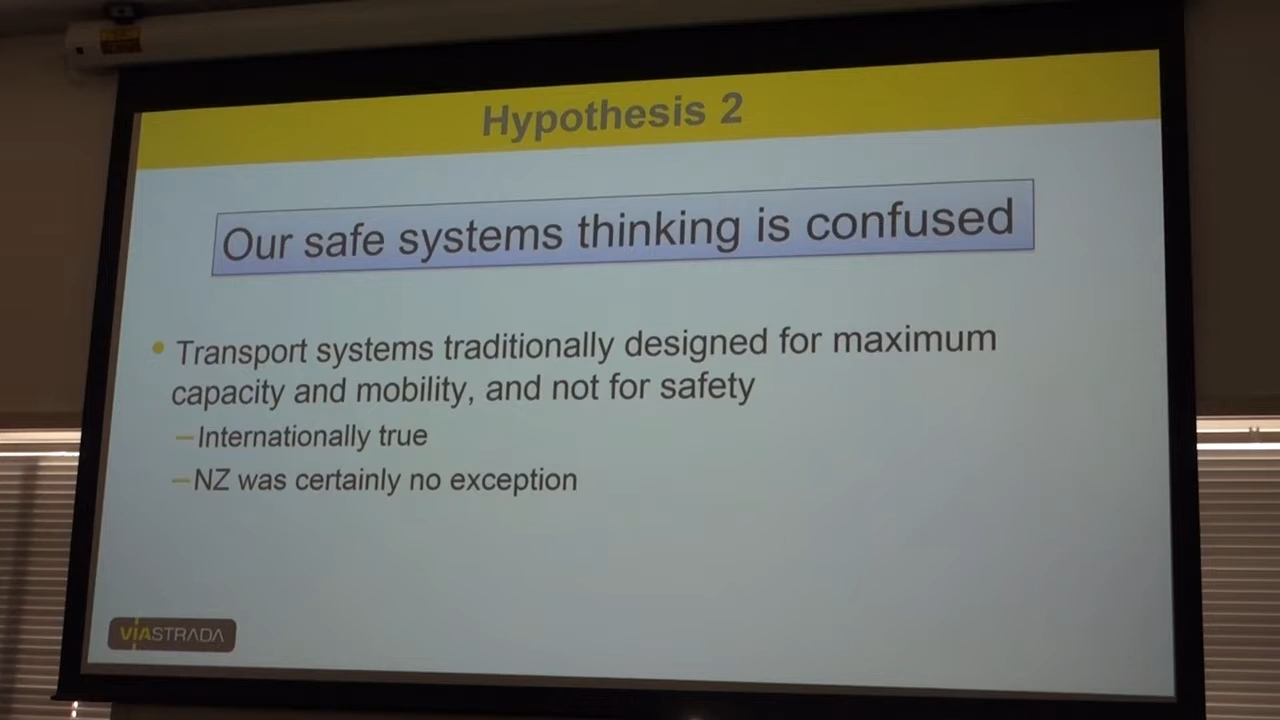 Hypothesis 2
Our safe systems thinking is confused
• Transport systems traditionally designed for maximum
capacity and mobility, and not for safety
– Internationally true
– NZ was certainly no exception
VIASTRADA